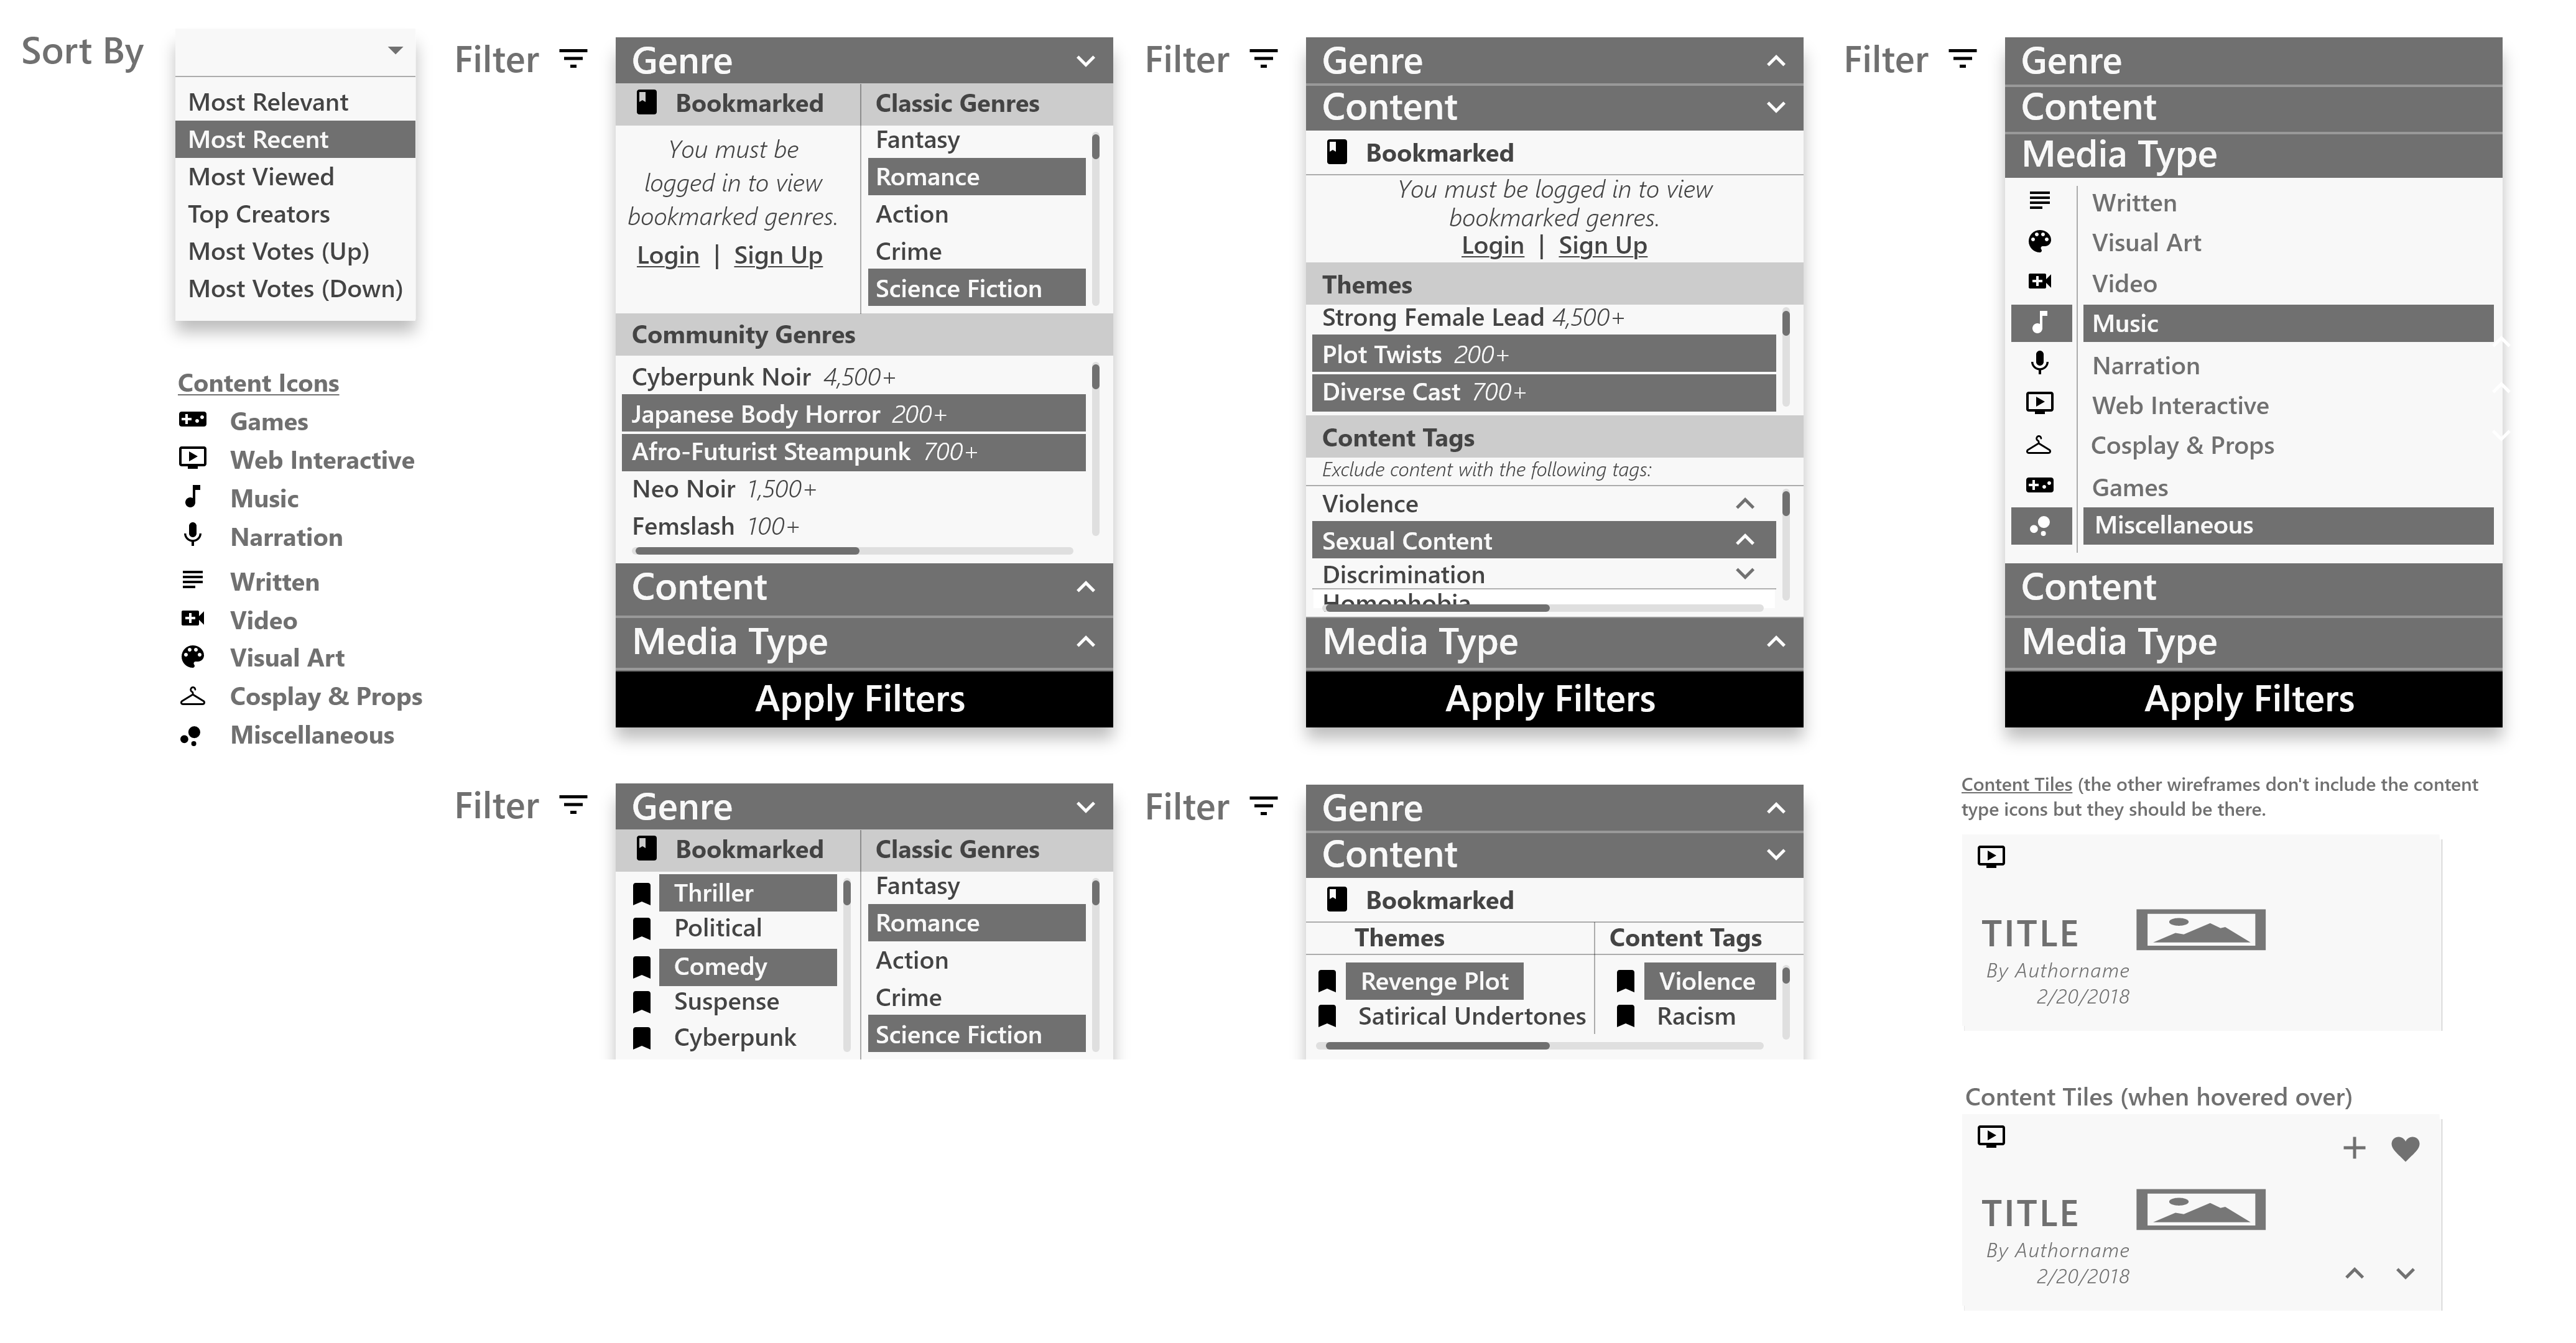 Sort By
Most Relevant
Most Recent
Most Viewed
Top Creators
Most Votes (Up)
Most Votes (Down)
Content Icons
Games
Web Interactive
Music
Narration
Written
Video
Visual Art
Cosplay & Props
Miscellaneous
Filter
Genre
Bookmarked
You must be
logged in to view
bookmarked genres.
Login | Sign Up
Classic Genres
Fantasy
Romance
Action
Crime
Science Fiction
Community Genres
Cyberpunk Noir 4,500+
Japanese Body Horror 200+
Afro-Futurist Steampunk 700+
Neo Noir 1,500+
Femslash 100+
Content
Media Type
Apply Filters
Filter
Genre
Bookmarked
Thriller
Political
Comedy
Suspense
Cyberpunk
Classic Genres
Fantasy
Romance
Action
Crime
Science Fiction
Filter
Genre
Content
Bookmarked
You must be logged in to view
bookmarked genres.
Login | Sign Up
Themes
Strong Female Lead 4,500+
Plot Twists 200+
Diverse Cast 700+
Content Tags
Exclude content with the following tags:
Violence
Sexual Content
Discrimination
Homophobia
Media Type
Apply Filters
Filter
Genre
Content
Bookmarked
Themes
Revenge Plot
Satirical Undertones
Content Tags
Violence
Racism
Filter
Genre
Content
Media Type
Written
Visual Art
Video
Music
Narration
Web Interactive
Cosplay & Props
Games
Miscellaneous
Content
Media Type
Apply Filters
Content Tiles (the other wireframes don't include the content
type icons but they should be there.
TITLE
By Authorname
2/20/2018
Content Tiles (when hovered over)
TITLE
By Authorname
2/20/2018